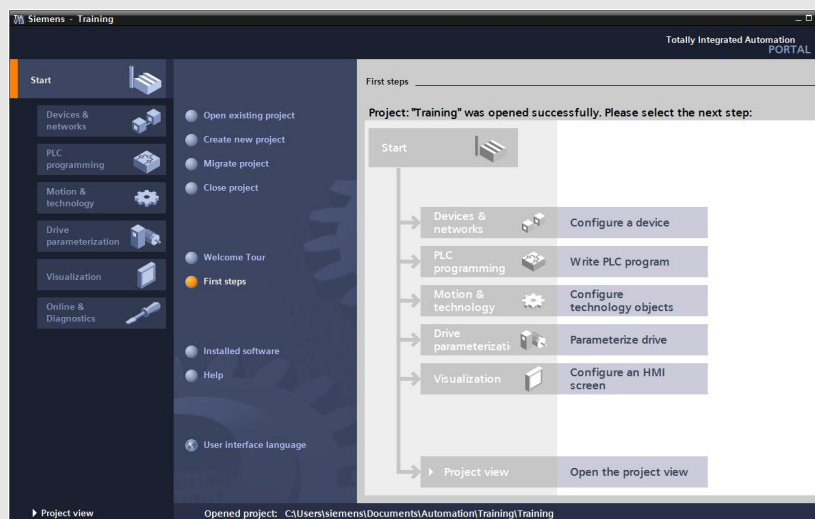 Siemens - Training
Totally Integrated Automation
PORTAL
Start
Devices &
networks
PLC
programming
Motion &
technology
Drive
parameterization
Visualization
Online &
Diagnostics
Project view
Open existing project
Create new project
Migrate project
Close project
Welcome Tour
First steps
Installed software
Help
User interface language
First steps
Project: "Training" was opened successfully. Please select the next step:
Start
Devices &
networks
Configure a device
PLC
programming
Write PLC program
Motion &
technology
Configure
technology objects
Drive
parameterizati
Parameterize drive
Visualization
Configure an HMI
screen
Project view
Open the project view
Opened project: C:\Users\siemens\Documents\Automation\Training\Training